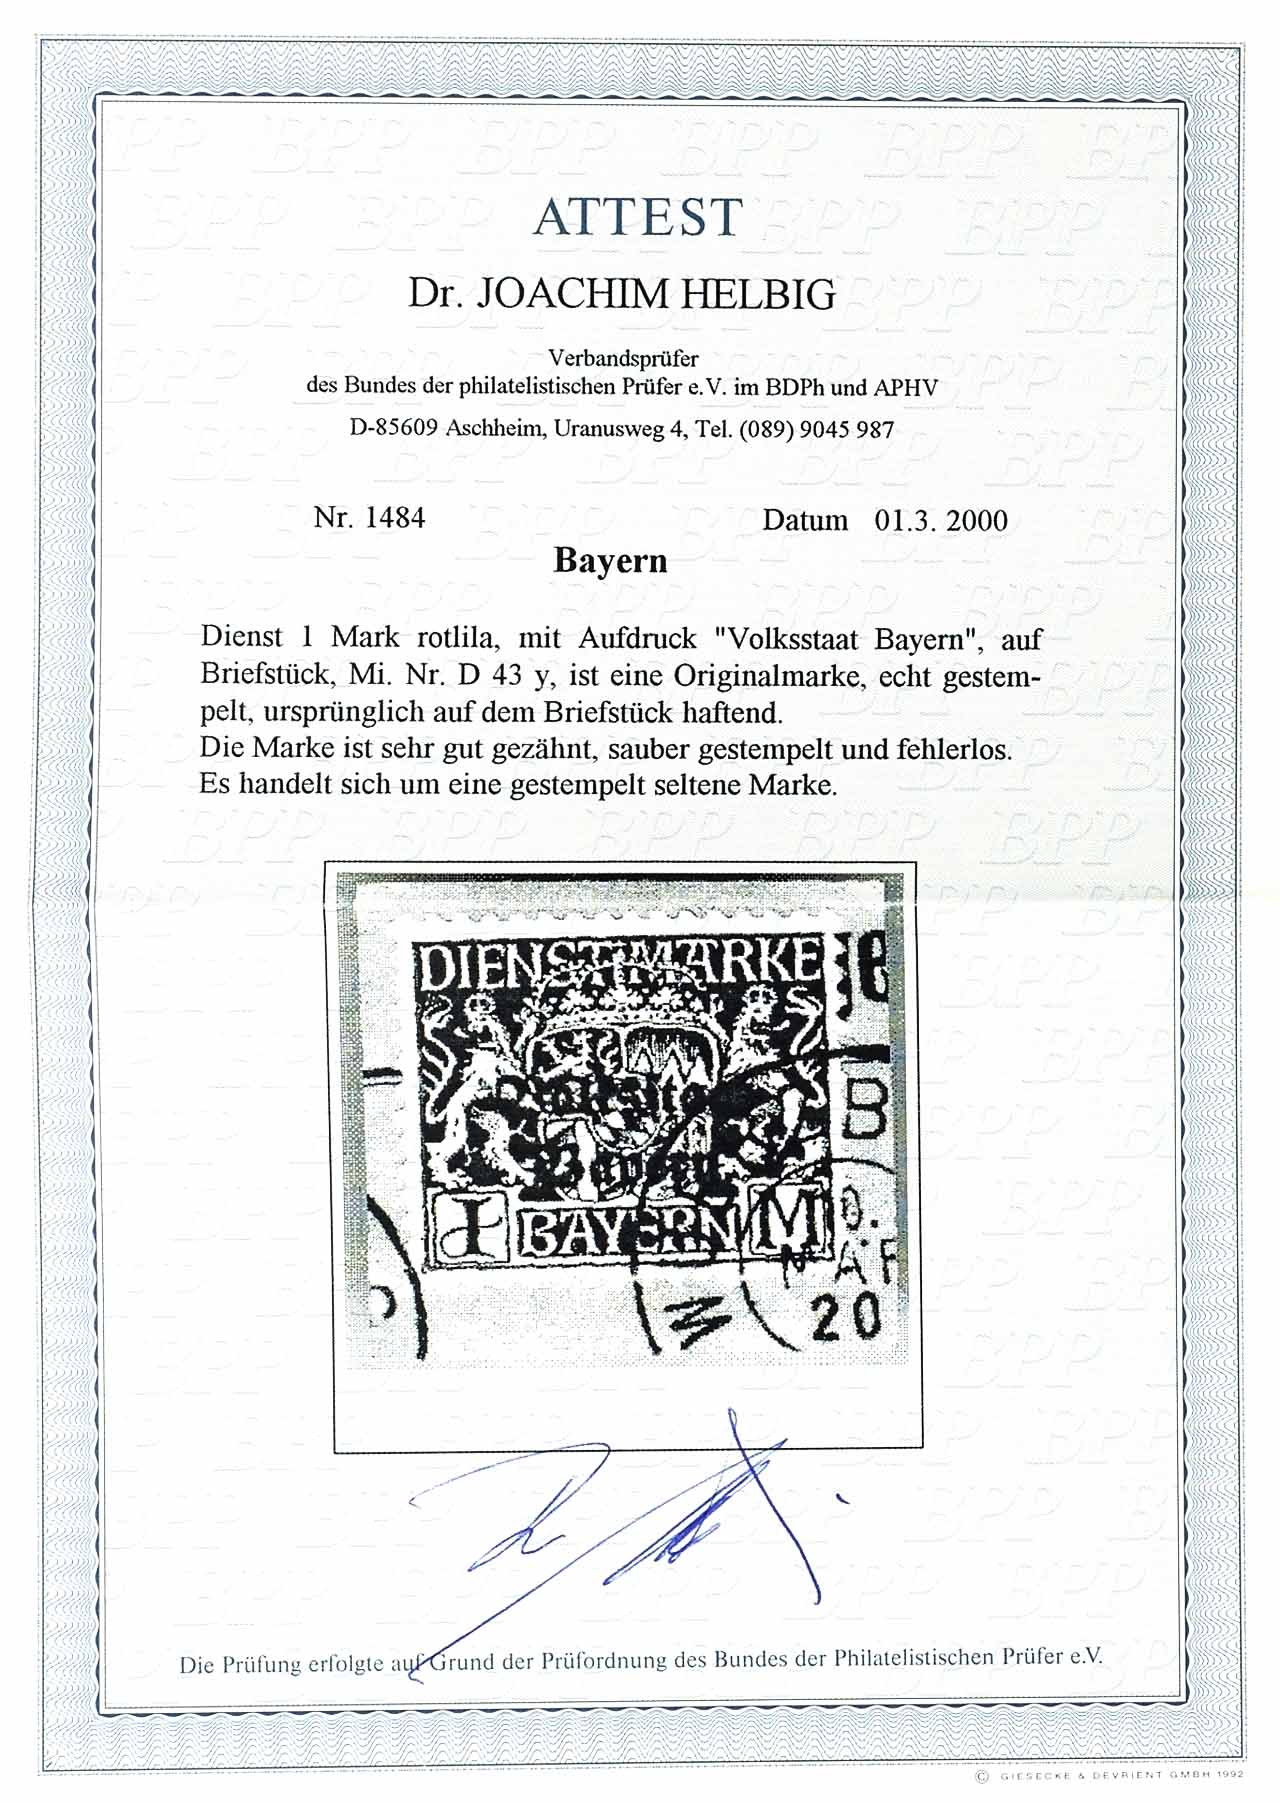 ATTEST
Dr. JOACHIM HELBIG
Verbandsprüfer
des Bundes der philatelistischen Prüfer e.V. im BDPh und APHV
D-85609 Aschheim, Uranusweg 4, Tel. (089) 9045 987
Nr. 1484 Datum 01.3. 2000
Bayern
Dienst 1 Mark rotlila, mit Aufdruck "Volksstaat Bayern", auf
Briefstück, Mi. Nr. D 43 y, ist eine Originalmarke, echt gestem-
pelt, ursprünglich auf dem Briefstück haftend.
Die Marke ist sehr gut gezähnt, sauber gestempelt und fehlerlos.
Es handelt sich um eine gestempelt seltene Marke.
DIENST-MARKE
B
1 BAYERN M
20
Die Prüfung erfolgte auf Grund der Prüfordnung des Bundes der Philatelistischen Prüfer e.V.
© GIESECKE & DEVRIENT GMBH 1992